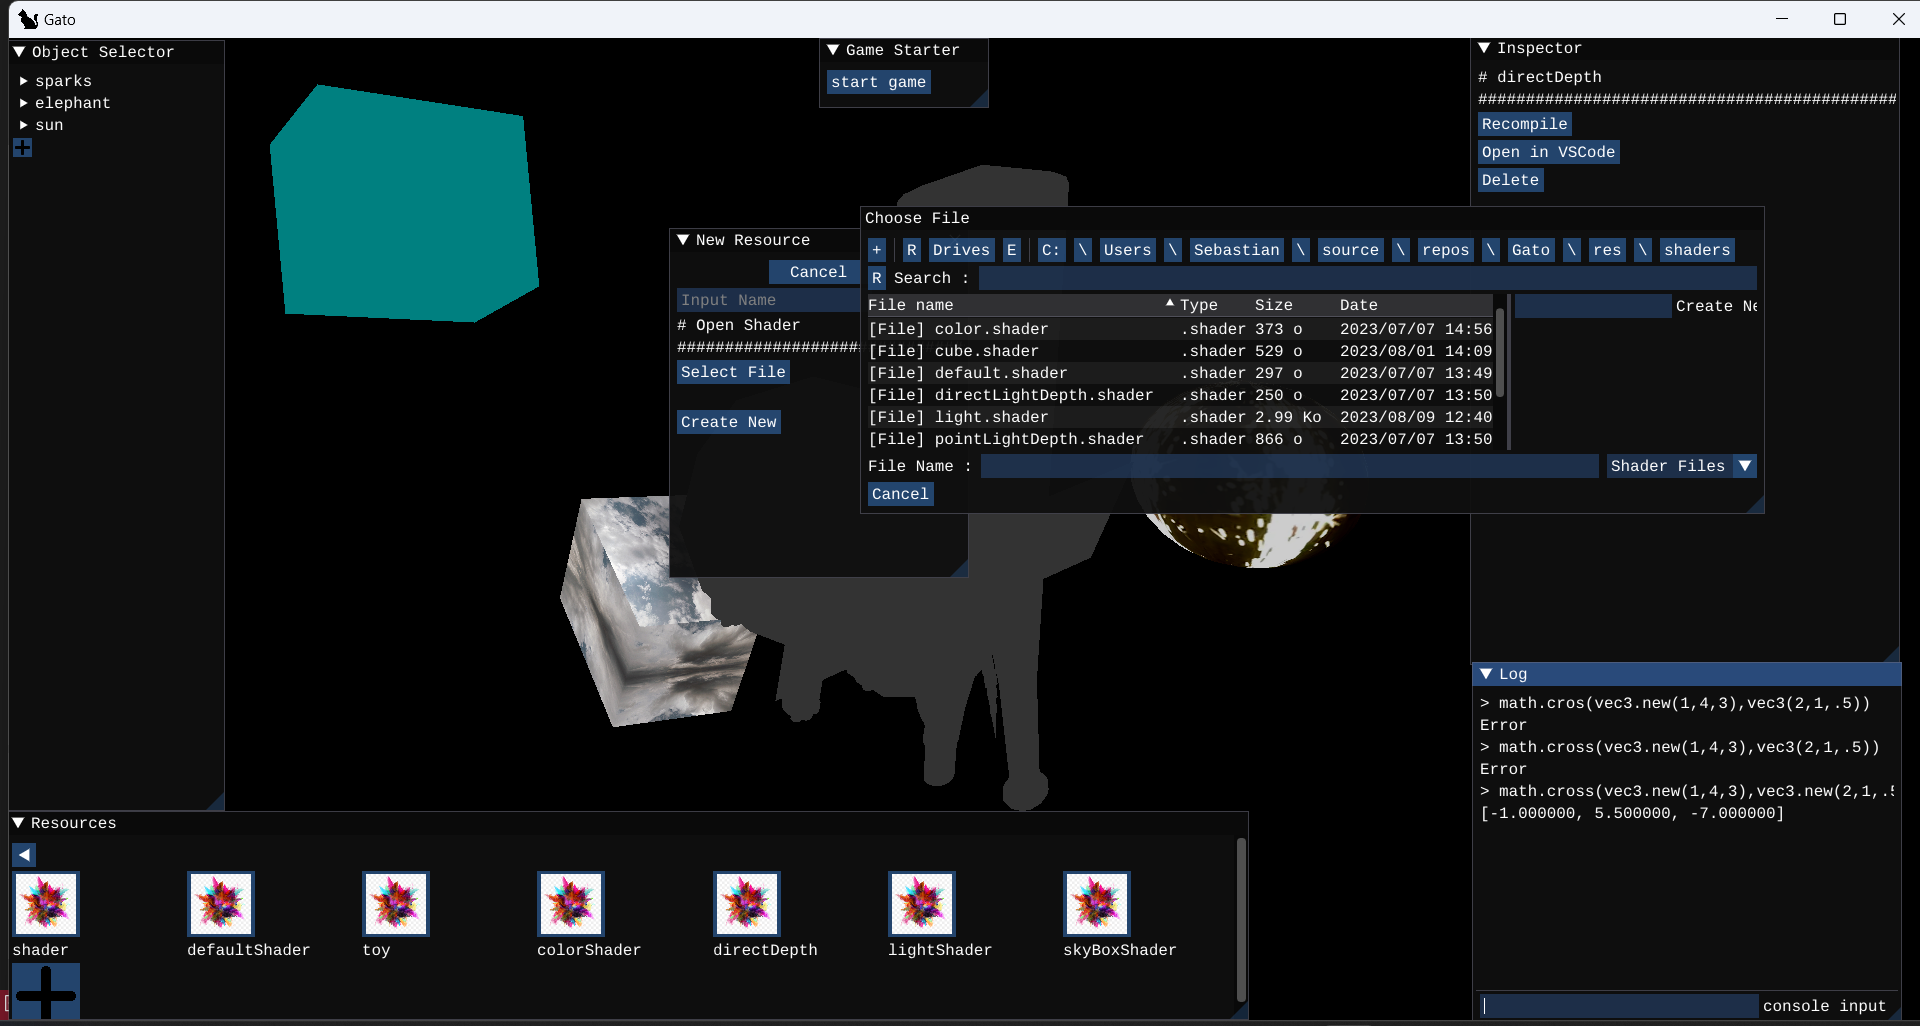 Gato
Object Selector
sparks
elephant
sun
Game Starter
start game
Inspector
# directDepth
############################################
Recompile
Open in VSCode
Delete
New Resource
Cancel
Input Name
# Open Shader
####################
Select File
Create New
Choose File
+ R Drives E C: \ Users \ Sebastian \ source \ repos \ Gato \ res \ shaders
R Search :
File name Type Size Date
[File] color.shader .shader 373 o 2023/07/07 14:56
[File] cube.shader .shader 529 o 2023/08/01 14:09
[File] default.shader .shader 297 o 2023/07/07 13:49
[File] directLightDepth.shader .shader 250 o 2023/07/07 13:50
[File] light.shader .shader 2.99 Ko 2023/08/09 12:40
[File] pointLightDepth.shader .shader 866 o 2023/07/07 13:50
Create Ne
File Name : Shader Files
Cancel
Log
> math.cros(vec3.new(1,4,3),vec3(2,1,.5))
Error
> math.cross(vec3.new(1,4,3),vec3(2,1,.5))
Error
> math.cross(vec3.new(1,4,3),vec3.new(2,1,.5
[-1.000000, 5.500000, -7.000000]
console input
Resources
shader
defaultShader
toy
colorShader
directDepth
lightShader
skyBoxShader